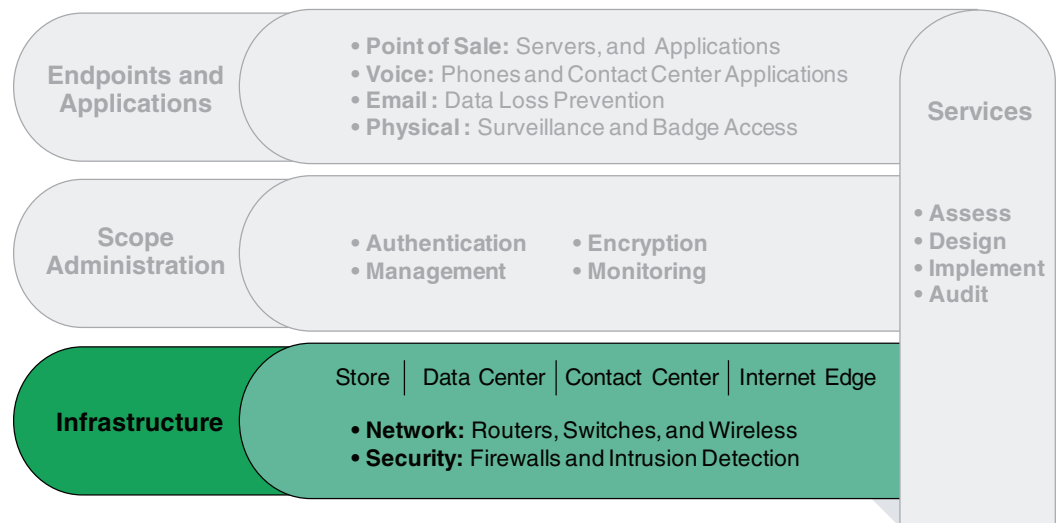 Endpoints and
Applications
• Point of Sale: Servers, and Applications
• Voice: Phones and Contact Center Applications
• Email : Data Loss Prevention
• Physical : Surveillance and Badge Access
Services
• Assess
• Design
• Implement
• Audit
Scope
Administration
• Authentication • Encryption
• Management • Monitoring
Infrastructure
Store | Data Center | Contact Center | Internet Edge
• Network: Routers, Switches, and Wireless
• Security: Firewalls and Intrusion Detection